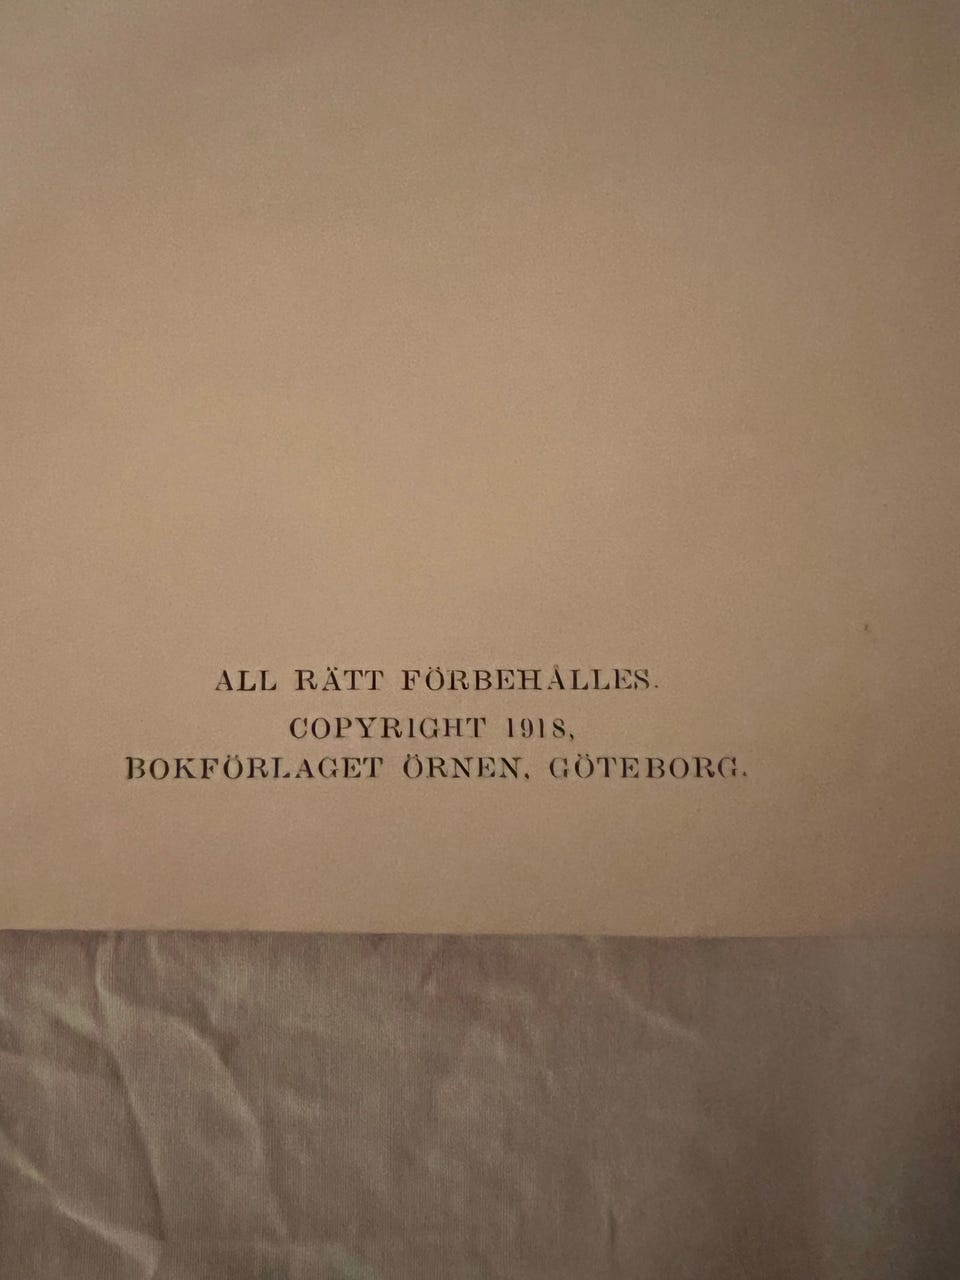 ALL RÄTT FÖRBEHÅLLES.
COPYRIGHT 1918,
BOKFÖRLAGET ÖRNEN, GÖTEBORG.